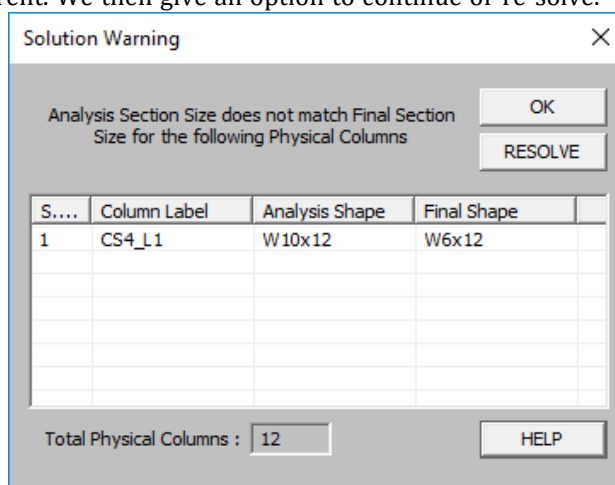 rent. We then give an option to continue or re-solve.
Solution Warning
Analysis Section Size does not match Final Section
Size for the following Physical Columns
OK
RESOLVE
S.... Column Label Analysis Shape Final Shape
1 CS4_L1 W10x12 W6x12
Total Physical Columns : 12
HELP